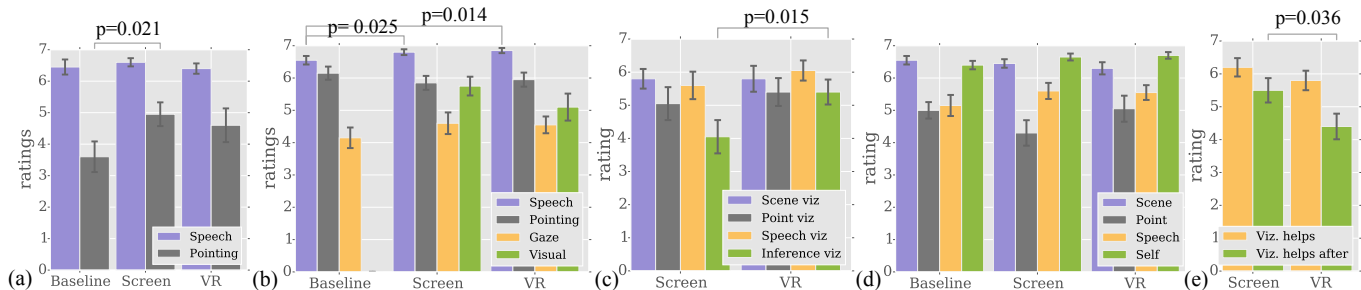 p=0.021
ratings
7
6
5
4
3
2
1
0
Speech
Pointing
Baseline
Screen
VR
(a)
p= 0.025
p=0.014
ratings
7
6
5
4
3
2
1
0
Speech
Pointing
Gaze
Visual
Baseline
Screen
VR
(b)
p=0.015
rating
7
6
5
4
3
2
1
0
Scene viz
Point viz
Speech viz
Inference viz
Screen
VR
(c)
rating
7
6
5
4
3
2
1
0
Scene
Point
Speech
Self
Baseline
Screen
VR
(d)
p=0.036
rating
7
6
5
4
3
2
1
0
Viz. helps
Viz. helps after
Screen
VR
(e)